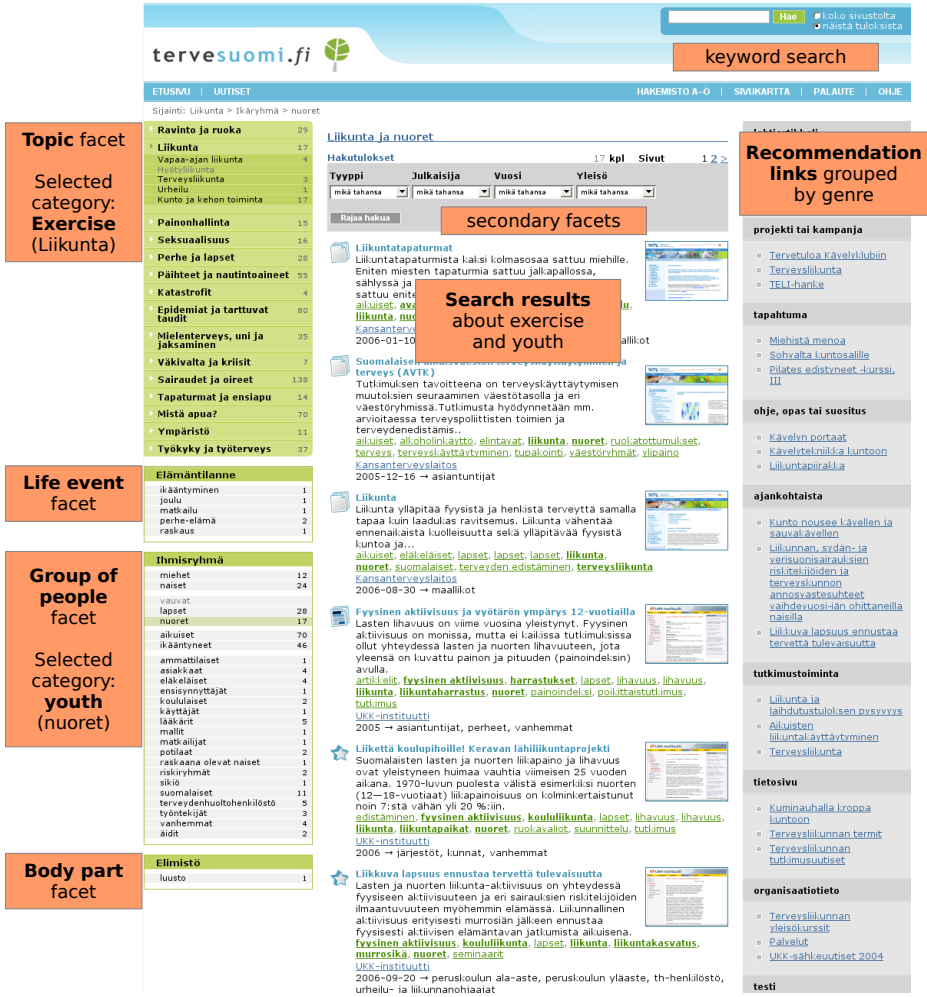 Hae
koko sivustolta
näistä tuloksista
tervesuomi.fi
keyword search
ETUSIVU | UUTISET
HAKEMISTO A-Ö | SIVUKARTTA | PALAUTE | OHJE
Sijainti: Liikunta > Ikäryhmä > nuoret
Topic facet
Selected
category:
Exercise
(Liikunta)
Ravinto ja ruoka 29
Liikunta 17
Vapaa-ajan liikunta 4
Hyötyliikunta
Terveysliikunta 3
Urheilu 1
Kunto ja kehon toiminta 17
Painonhallinta 15
Seksuaalisuus 16
Perhe ja lapset 28
Päihteet ja nautintoaineet 55
Katastrofit 4
Epidemiat ja tarttuvat
taudit 80
Mielenterveys, uni ja
jaksaminen 35
Väkivalta ja kriisit 7
Sairaudet ja oireet 138
Tapaturmat ja ensiapu 14
Mistä apua? 70
Ympäristö 11
Työkyky ja työterveys 37
Life event
facet
Elämäntilanne
ikääntyminen 1
joulu 1
matkailu 1
perhe-elämä 2
raskaus 1
Group of
people
facet
Selected
category:
youth
(nuoret)
Ihmisryhmä
miehet 12
naiset 24
vauvat
lapset 28
nuoret 17
aikuiset 70
ikääntyneet 46
ammattilaiset 1
asiakkaat 4
eläkeläiset 4
ensisynnyttäjät 1
koululaiset 2
käyttäjät 1
lääkärit 5
mallit 1
matkailijat 1
potilaat 2
raskaana olevat naiset 1
riskiryhmät 2
sikiö 1
suomalaiset 11
terveydenhuoltohenkilöstö 5
työntekijät 3
vanhemmat 4
äidit 2
Body part
facet
Elimistö
luusto 1
Liikunta ja nuoret
Hakutulokset 17 kpl Sivut 1 2 >
Tyyppi Julkaisija Vuosi Yleisö
mikä tahansa mikä tahansa mikä tahansa mikä tahansa
Rajaa hakua
secondary facets
Liikuntatapaturmat
Liikuntatapaturmista kaksi kolmasosaa sattuu miehille.
Eniten miesten tapaturmia sattuu jalkapallossa,
sählyssä ja
sattuu
aikuiset,
liikunta,
2006-01-10
Search results
about exercise
and youth
Suomalaisen
terveys (AVTK)
Tutkimuksen tavoitteena on terveyskäyttäytymisen
muutoksien seuraaminen väestötasolla ja eri
väestöryhmissä.Tutkimusta hyödynnetään mm.
arvioitaessa terveyspoliittisten toimien ja
terveydenedistämis..
aikuiset, alkoholinkäyttö, elintavat, liikunta, nuoret, ruokatottumukset,
terveys, terveyskäyttäytyminen, tupakointi, väestöryhmät, ylipaino
Kansanterveyslaitos
2005-12-16 → asiantuntijat
Liikunta
Liikunta ylläpitää fyysistä ja henkistä terveyttä samalla
tapaa kuin laadukas ravitsemus. Liikunta vähentää
ennenaikaista kuolleisuutta sekä ylläpitävää fyysistä
kuntoa ja...
aikuiset, eläkeläiset, lapset, lapset, lapset, liikunta,
nuoret, suomalaiset, terveyden edistäminen, terveysliikunta
Kansanterveyslaitos
2006-08-30 → maallikot
Fyysinen aktiivisuus ja vyötärön ympärys 12-vuotiailla
Lasten lihavuus on viime vuosina yleistynyt. Fyysinen
aktiivisuus on monissa, mutta ei kaikissa tutkimuksissa
ollut yhteydessä lasten ja nuorten lihavuuteen, jota
yleensä on kuvattu painon ja pituuden (painoindeksin)
avulla.
artikkelit, fyysinen aktiivisuus, harrastukset, lapset, lihavuus, lihavuus,
liikunta, liikuntaharrastus, nuoret, painoindeksi, poikittaistutkimus,
tutkimus
UKK-instituutti
2005 → asiantuntijat, perheet, vanhemmat
Liikettä koulupihoille! Keravan lähiliikuntaprojekti
Suomalaisten lasten ja nuorten liikapaino ja lihavuus
ovat yleistyneen huimaa vauhtia viimeisen 25 vuoden
aikana. 1970-luvun puolesta välistä esimerkiksi nuorten
(12—18-vuotiaat) liikapainoisuus on kolminkertaistunut
noin 7:stä vähän yli 20 %:iin.
edistäminen, fyysinen aktiivisuus, koululiikunta, lapset, lihavuus, lihavuus,
liikunta, liikuntapaikat, nuoret, ruokavaliot, suunnittelu, tutkimus
UKK-instituutti
2006 → järjestöt, kunnat, vanhemmat
Liikkuva lapsuus ennustaa tervettä tulevaisuutta
Lasten ja nuorten liikunta-aktiivisuus on yhteydessä
fyysiseen aktiivisuuteen ja eri sairauksien riskitekijöiden
ilmaantuvuuteen myöhemmin elämässä. Liikunnallinen
aktiivisuus erityisesti murrosiän jälkeen ennustaa
fyysisesti aktiivisen elämäntavan jatkumista aikuisena.
fyysinen aktiivisuus, koululiikunta, lapset, liikunta, liikuntakasvatus,
murrosikä, nuoret, seminaarit
UKK-instituutti
2006-09-20 → peruskoulun ala-aste, peruskoulun yläaste, th-henkilöstö,
urheilu- ja liikunnanohjaajat
Recommendation
links grouped
by genre
projekti tai kampanja
Tervetuloa Kävelyklubiin
Terveysliikunta
TELI-hanke
tapahtuma
Miehistä menoa
Sohvalta kuntosalille
Pilates edistyneet -kurssi,
III
ohje, opas tai suositus
Kävelyn portaat
Kävelytekniikka kuntoon
Liikuntapiirakka
ajankohtaista
Kunto nousee kävellen ja
sauvakävellen
Liikunnan, sydän- ja
verisuonisairauksien
riskitekijöiden ja
terveyskunnon
annosvastesuhteet
vaihdevuosi-iän ohittaneilla
naisilla
Liikkuva lapsuus ennustaa
tervettä tulevaisuutta
tutkimustoiminta
Liikunta ja
laihdutustuloksen pysyvyys
Aikuisten
liikuntakäyttäytyminen
Terveysliikunta
tietosivu
Kuminauhalla kroppa
kuntoon
Terveysliikunnan termit
Terveysliikunnan
tutkimusuutiset
organisaatiotieto
Terveysliikunnan
yleisökurssit
Palvelut
UKK-sähkeuutiset 2004
testi